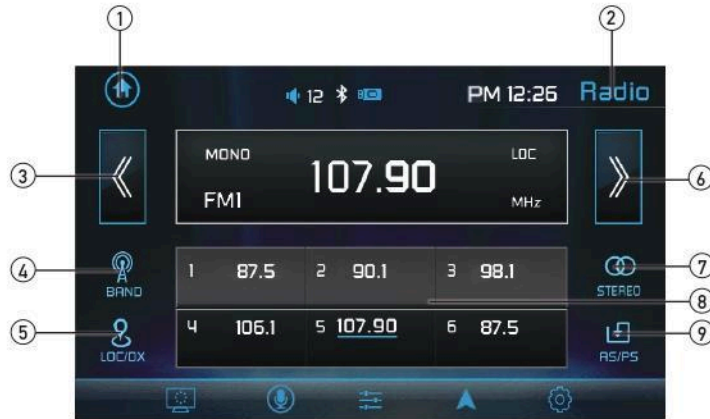 1 2
12 PM 12:26 Radio
MONO LOC
107.90
FM1 MHz
3 6
4 BAND 1 87.5 2 90.1 3 98.1 STEREO 7
8
5 LOC/DX 4 106.1 5 107.90 6 87.5 AS/PS 9